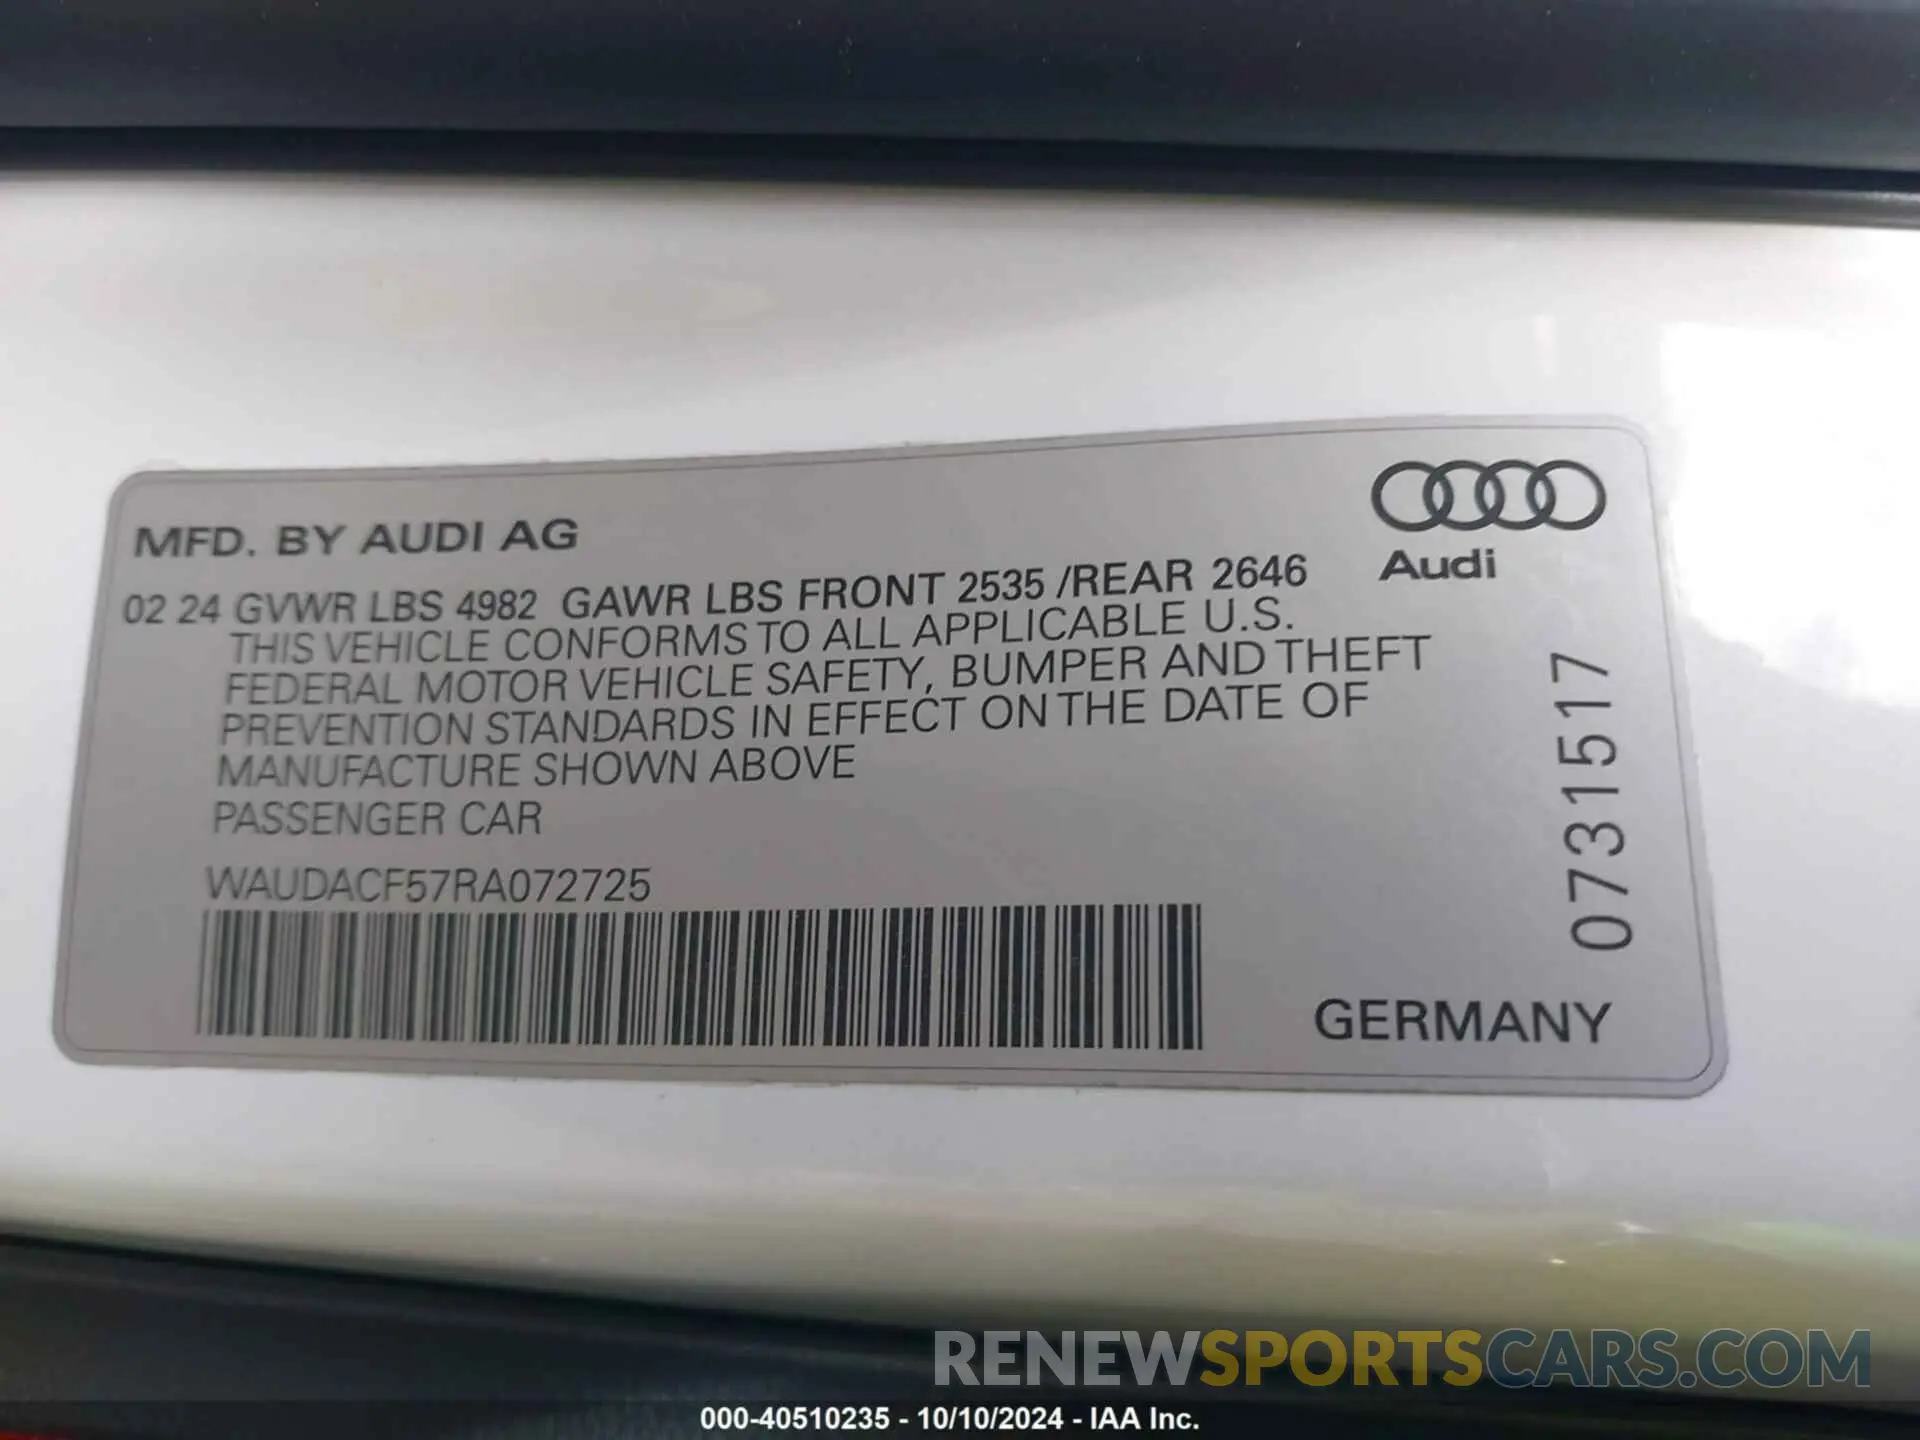 MFD. BY AUDI AG
Audi
02 24 GVWR LBS 4982 GAWR LBS FRONT 2535 /REAR 2646
THIS VEHICLE CONFORMS TO ALL APPLICABLE U.S.
FEDERAL MOTOR VEHICLE SAFETY, BUMPER AND THEFT
PREVENTION STANDARDS IN EFFECT ON THE DATE OF
MANUFACTURE SHOWN ABOVE
PASSENGER CAR
WAUDACF57RA072725
0731517
GERMANY
RENEWSPORTSCARS.COM
000-40510235 - 10/10/2024 - IAA Inc.